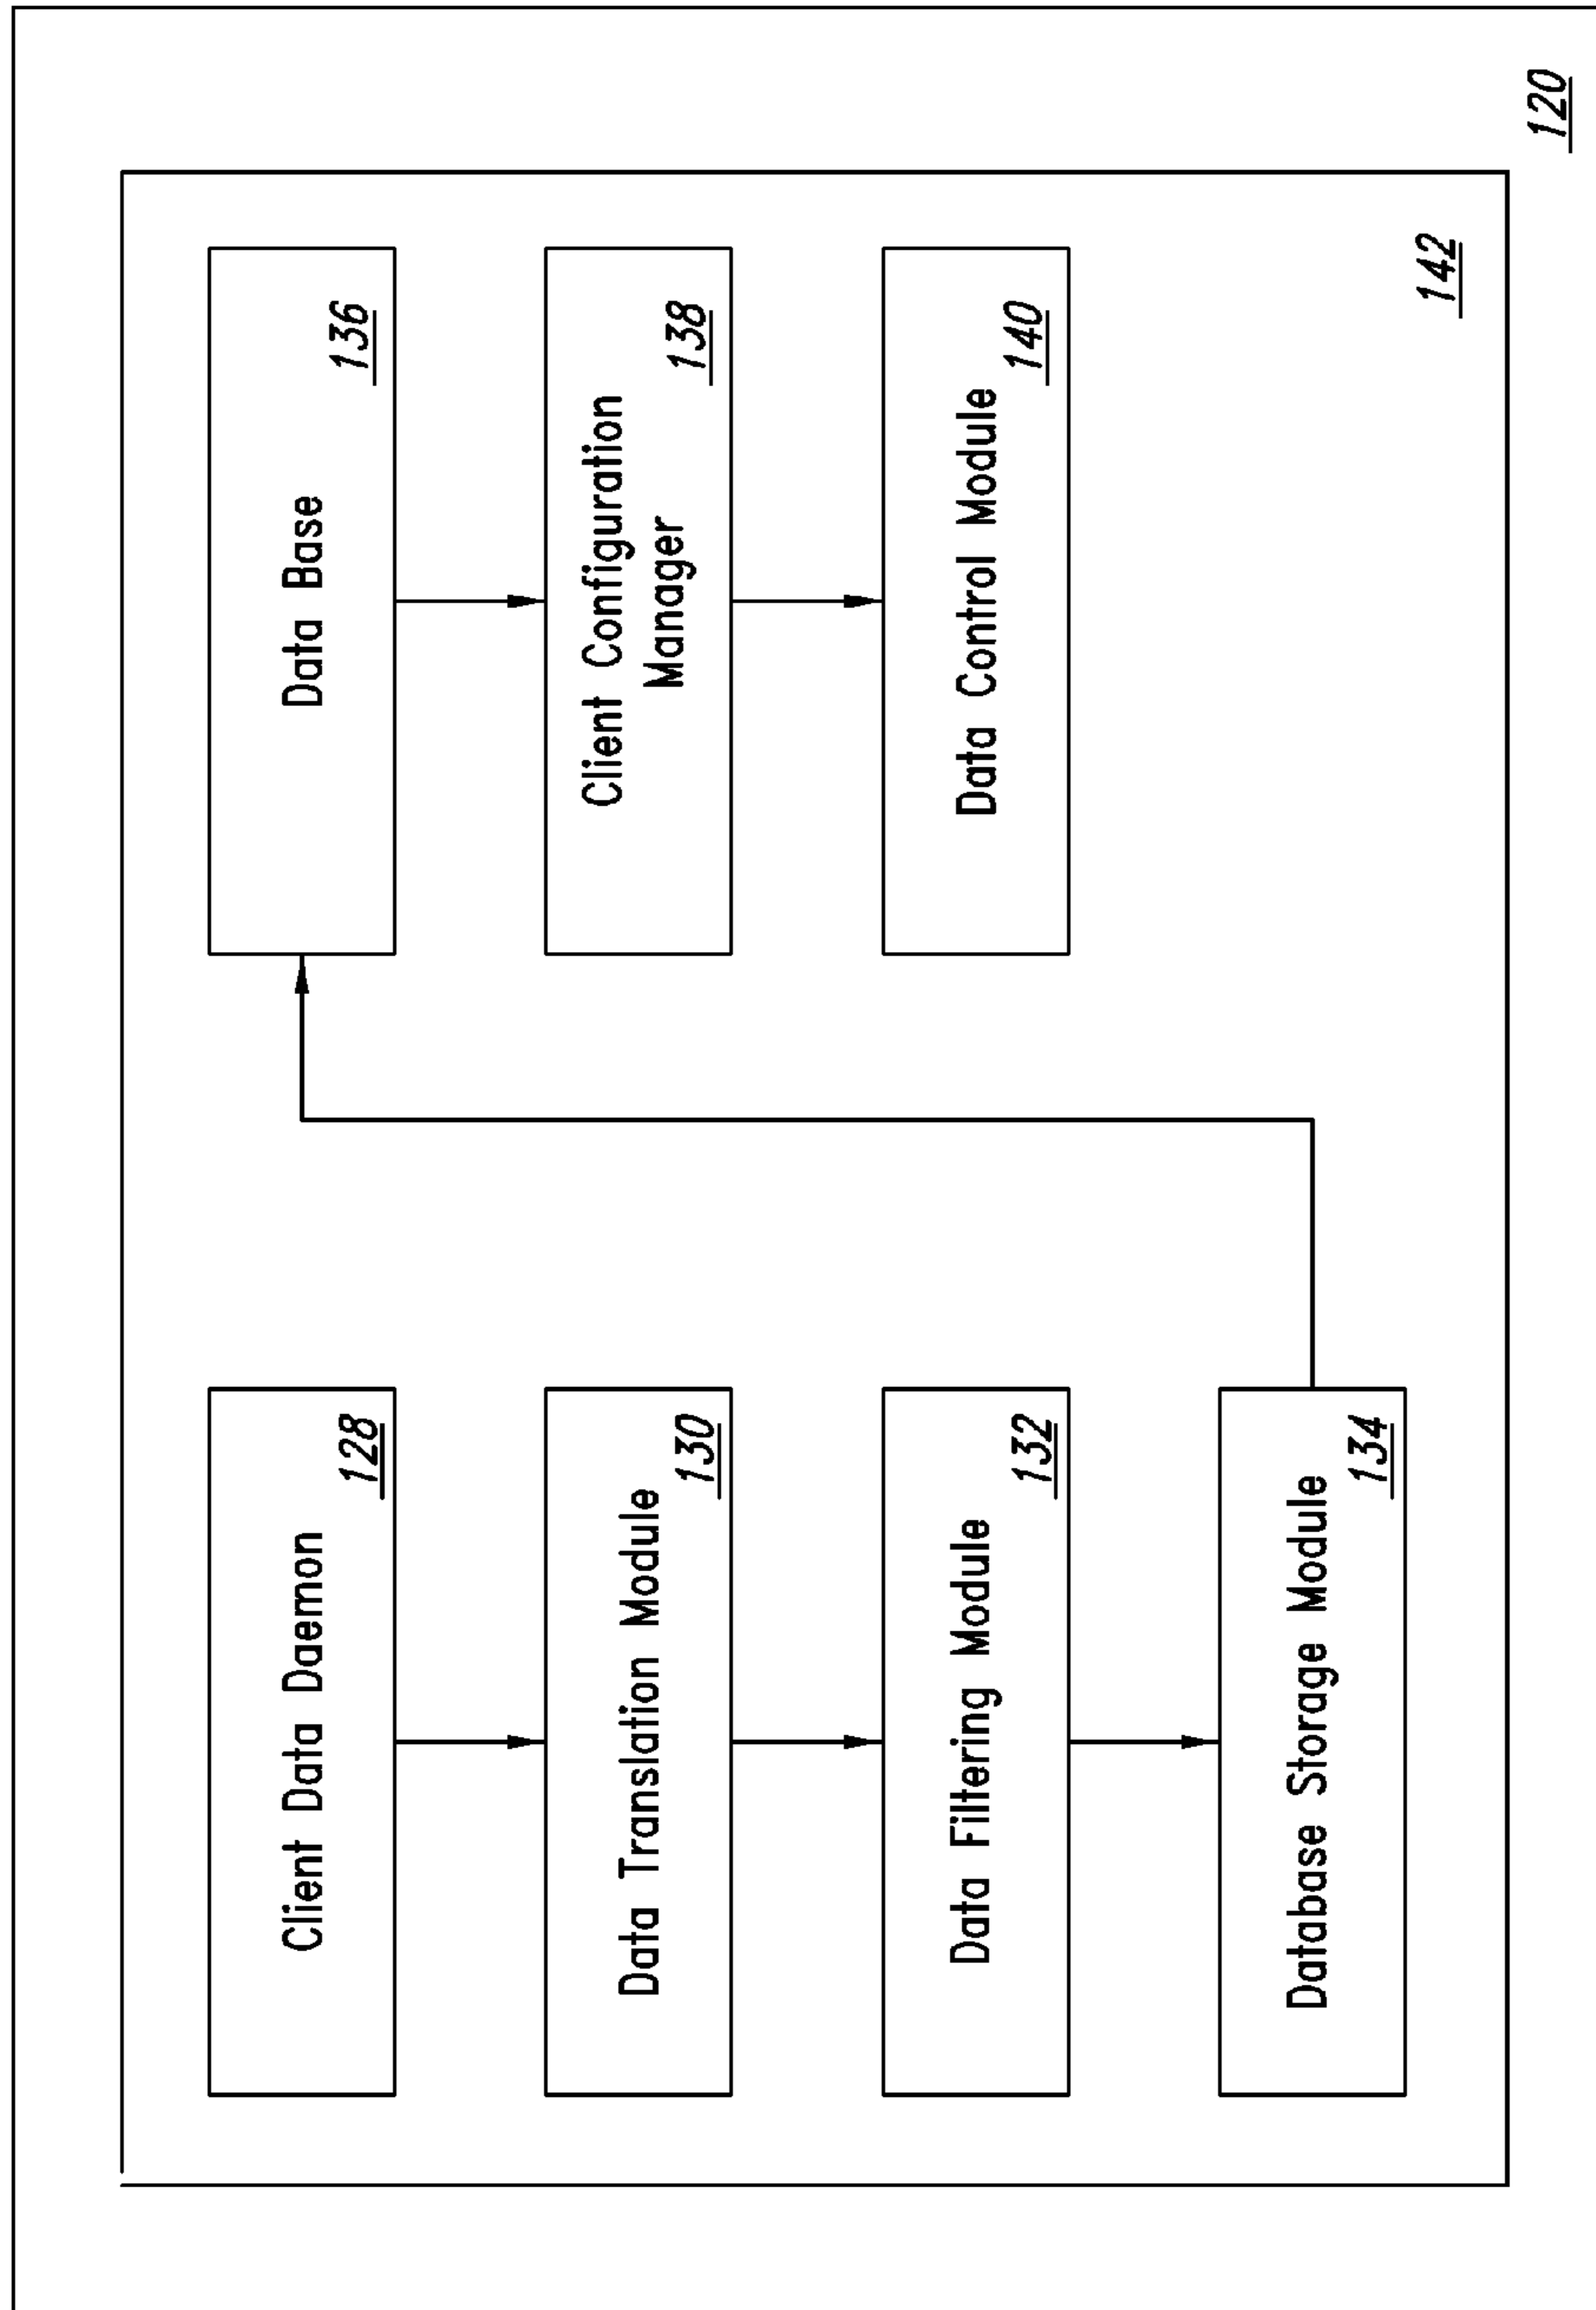 Client Data Daemon
128
Data Translation Module
130
Data Filtering Module
132
Database Storage Module
134
Data Base
136
Client Configuration
Manager
138
Data Control Module
140
142
120